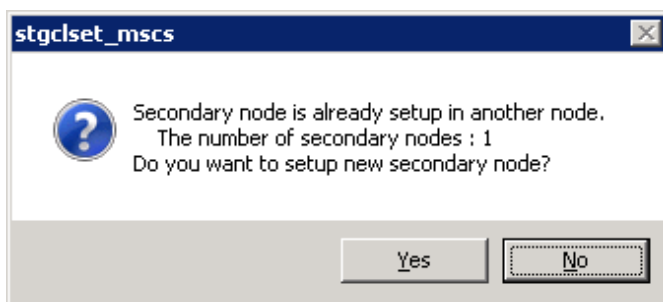 stgclset_mscs
Secondary node is already setup in another node.
The number of secondary nodes : 1
Do you want to setup new secondary node?
Yes
No